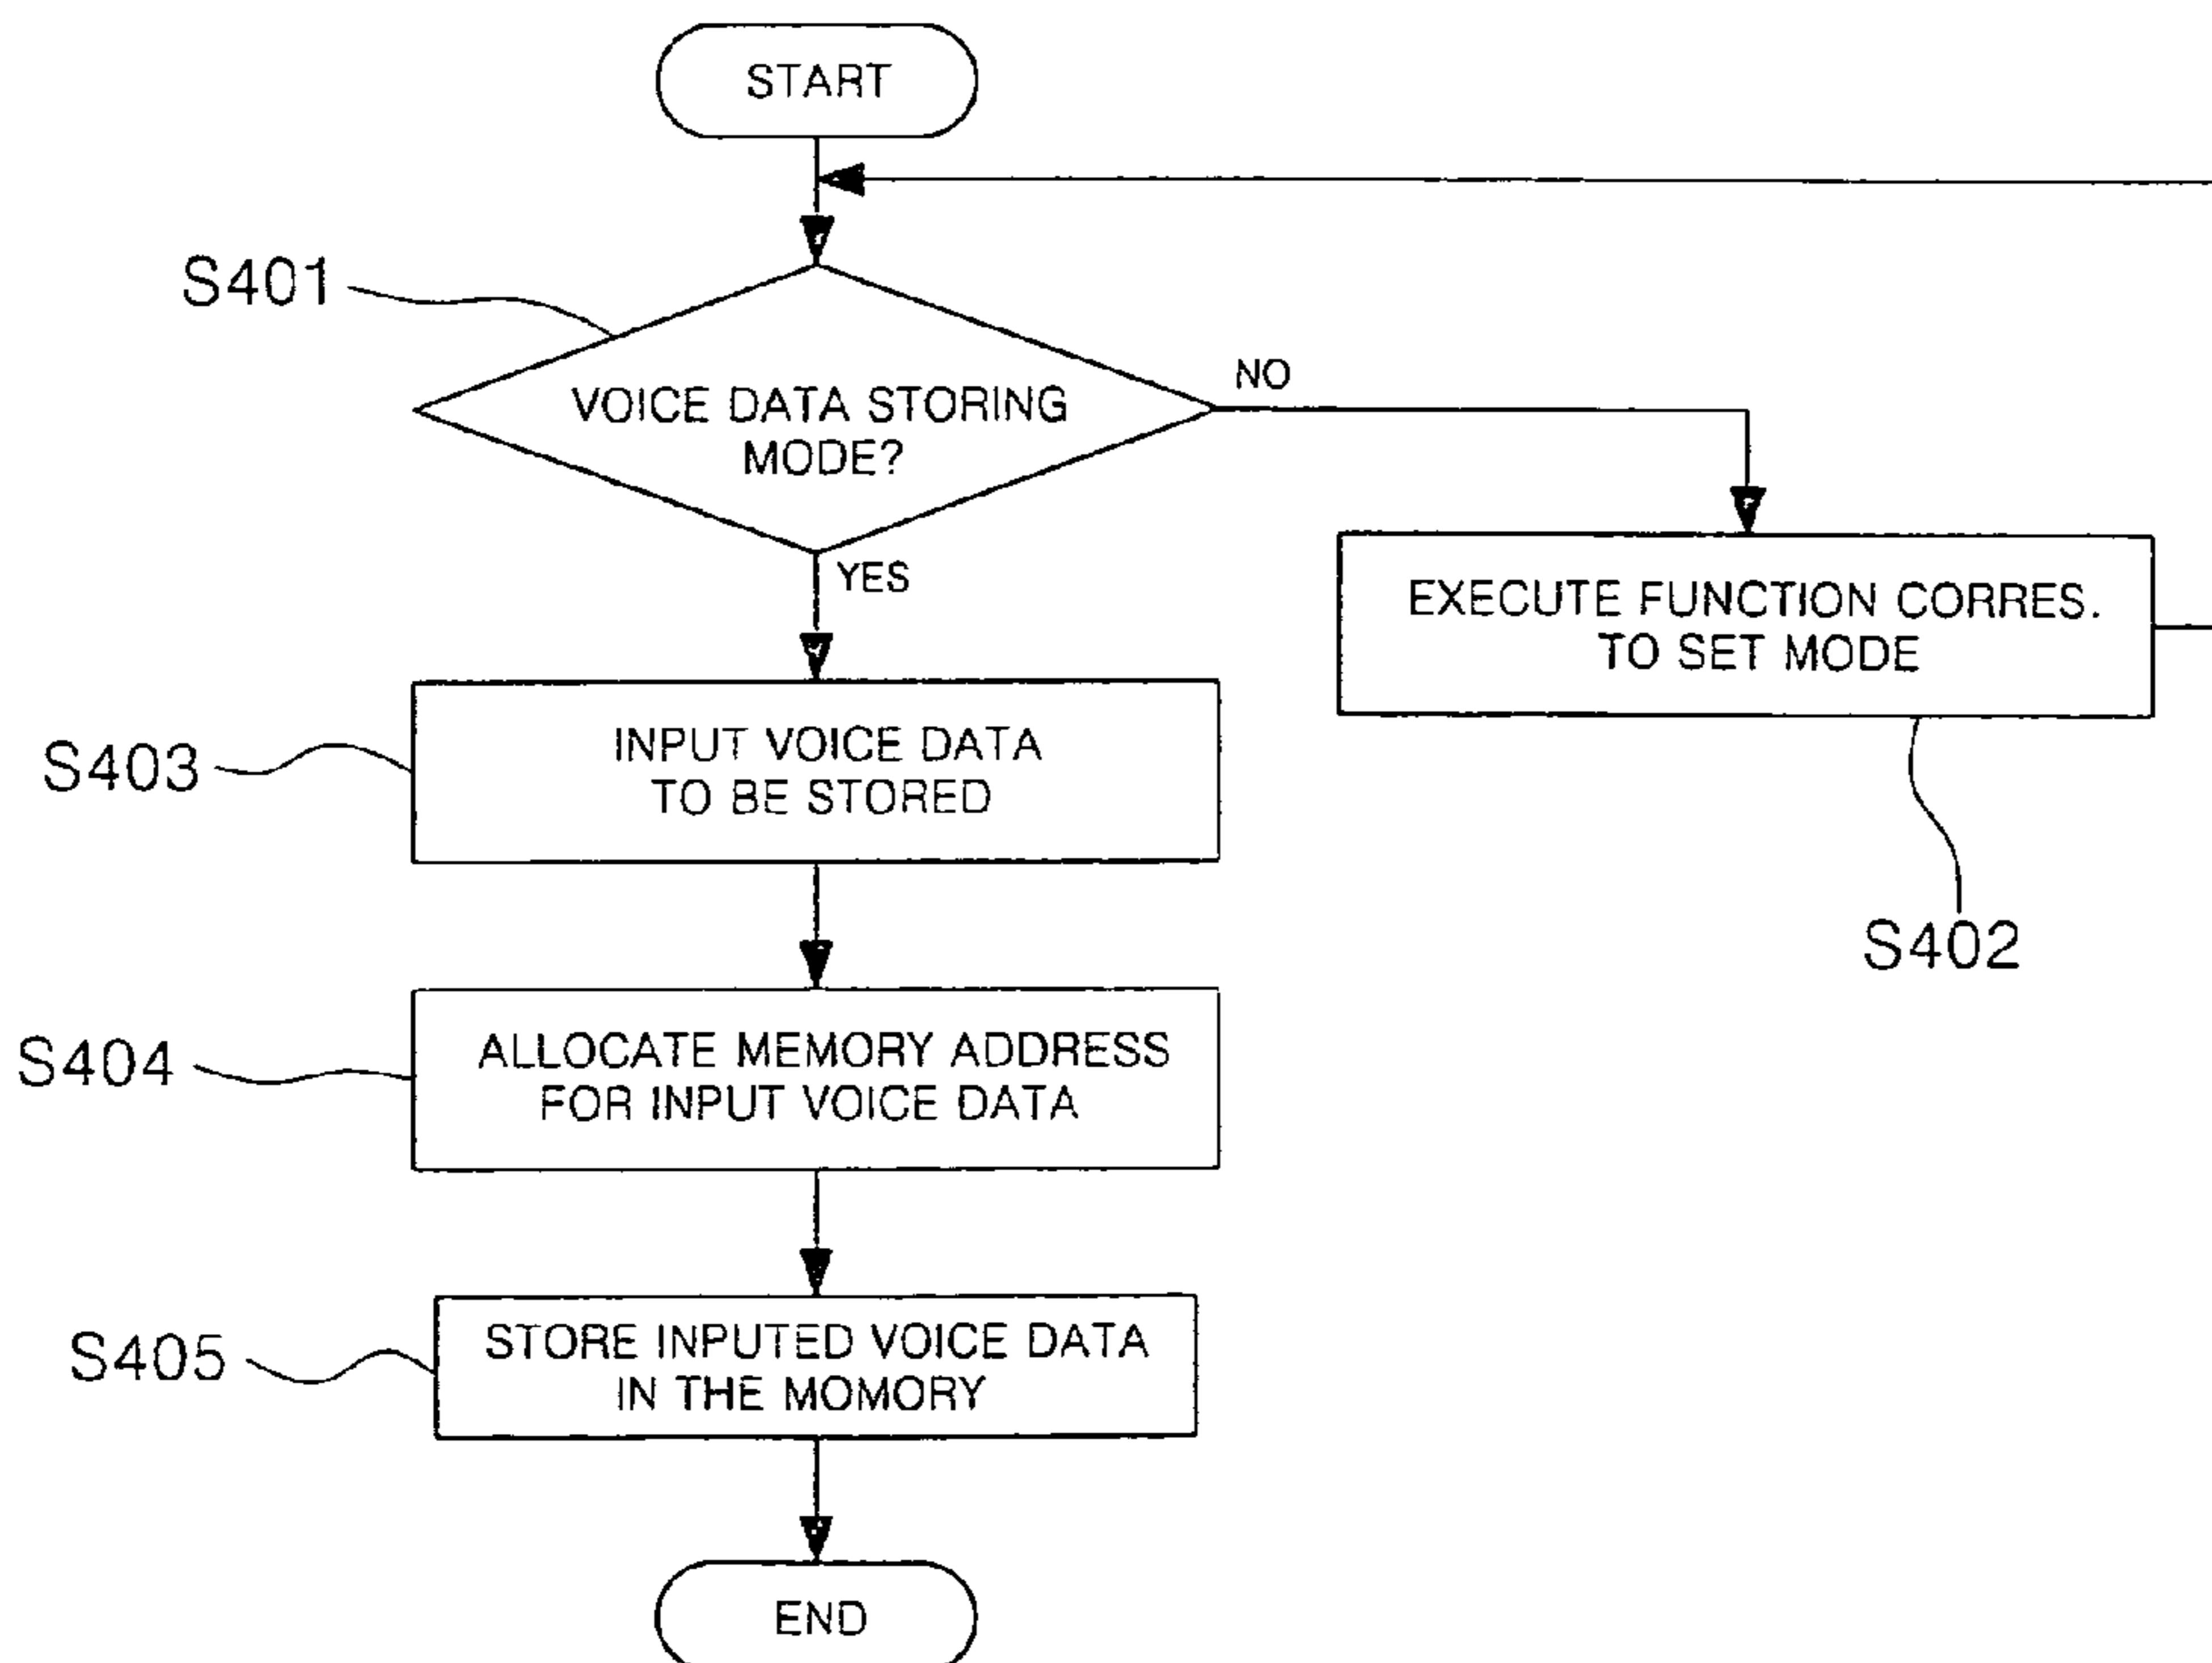 START
S401
VOICE DATA STORING
MODE?
NO
YES
EXECUTE FUNCTION CORRES.
TO SET MODE
S402
S403
INPUT VOICE DATA
TO BE STORED
S404
ALLOCATE MEMORY ADDRESS
FOR INPUT VOICE DATA
S405
STORE INPUTED VOICE DATA
IN THE MOMORY
END